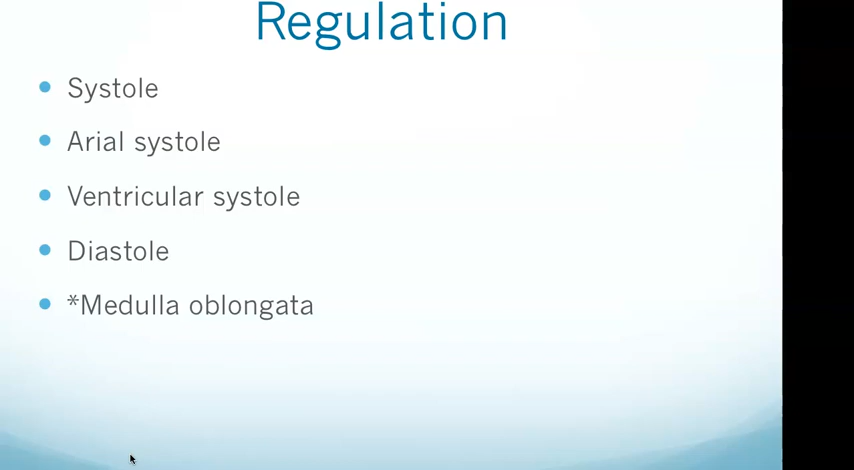 Regulation
• Systole
• Arial systole
• Ventricular systole
• Diastole
• *Medulla oblongata